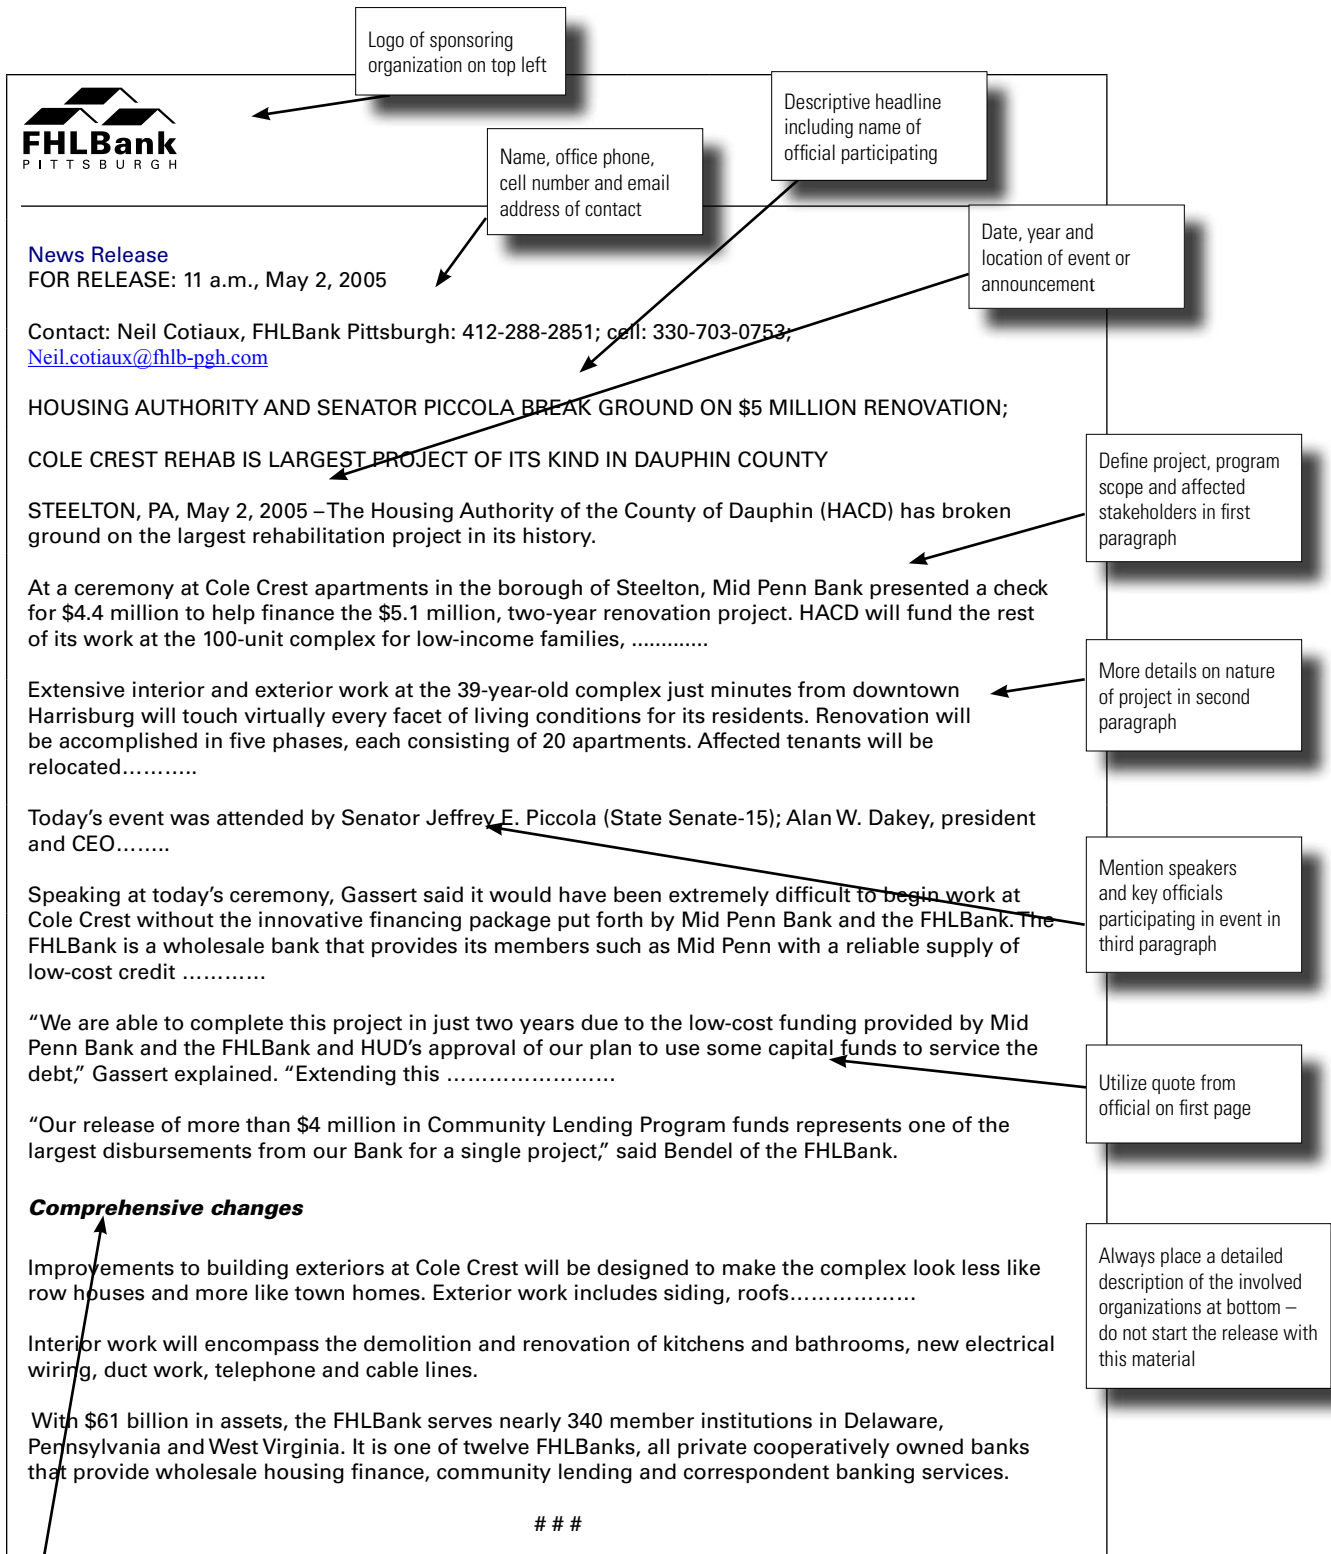 Logo of sponsoring
organization on top left
Descriptive headline
including name of
official participating
Name, office phone,
cell number and email
address of contact
Date, year and
location of event or
announcement
FHLBank
PITTSBURGH
News Release
FOR RELEASE: 11 a.m., May 2, 2005
Contact: Neil Cotiaux, FHLBank Pittsburgh: 412-288-2851; cell: 330-703-0753;
Neil.cotiaux@fhlb-pgh.com
HOUSING AUTHORITY AND SENATOR PICCOLA BREAK GROUND ON $5 MILLION RENOVATION;
COLE CREST REHAB IS LARGEST PROJECT OF ITS KIND IN DAUPHIN COUNTY
STEELTON, PA, May 2, 2005 – The Housing Authority of the County of Dauphin (HACD) has broken
ground on the largest rehabilitation project in its history.
Define project, program
scope and affected
stakeholders in first
paragraph
At a ceremony at Cole Crest apartments in the borough of Steelton, Mid Penn Bank presented a check
for $4.4 million to help finance the $5.1 million, two-year renovation project. HACD will fund the rest
of its work at the 100-unit complex for low-income families, .............
Extensive interior and exterior work at the 39-year-old complex just minutes from downtown
Harrisburg will touch virtually every facet of living conditions for its residents. Renovation will
be accomplished in five phases, each consisting of 20 apartments. Affected tenants will be
relocated………..
More details on nature
of project in second
paragraph
Today’s event was attended by Senator Jeffrey E. Piccola (State Senate-15); Alan W. Dakey, president
and CEO……..
Speaking at today’s ceremony, Gassert said it would have been extremely difficult to begin work at
Cole Crest without the innovative financing package put forth by Mid Penn Bank and the FHLBank. The
FHLBank is a wholesale bank that provides its members such as Mid Penn with a reliable supply of
low-cost credit …………
Mention speakers
and key officials
participating in event in
third paragraph
“We are able to complete this project in just two years due to the low-cost funding provided by Mid
Penn Bank and the FHLBank and HUD’s approval of our plan to use some capital funds to service the
debt,” Gassert explained. “Extending this ……………………
Utilize quote from
official on first page
“Our release of more than $4 million in Community Lending Program funds represents one of the
largest disbursements from our Bank for a single project,” said Bendel of the FHLBank.
Comprehensive changes
Improvements to building exteriors at Cole Crest will be designed to make the complex look less like
row houses and more like town homes. Exterior work includes siding, roofs………………
Always place a detailed
description of the involved
organizations at bottom –
do not start the release with
this material
Interior work will encompass the demolition and renovation of kitchens and bathrooms, new electrical
wiring, duct work, telephone and cable lines.
With $61 billion in assets, the FHLBank serves nearly 340 member institutions in Delaware,
Pennsylvania and West Virginia. It is one of twelve FHLBanks, all private cooperatively owned banks
that provide wholesale housing finance, community lending and correspondent banking services.
# # #